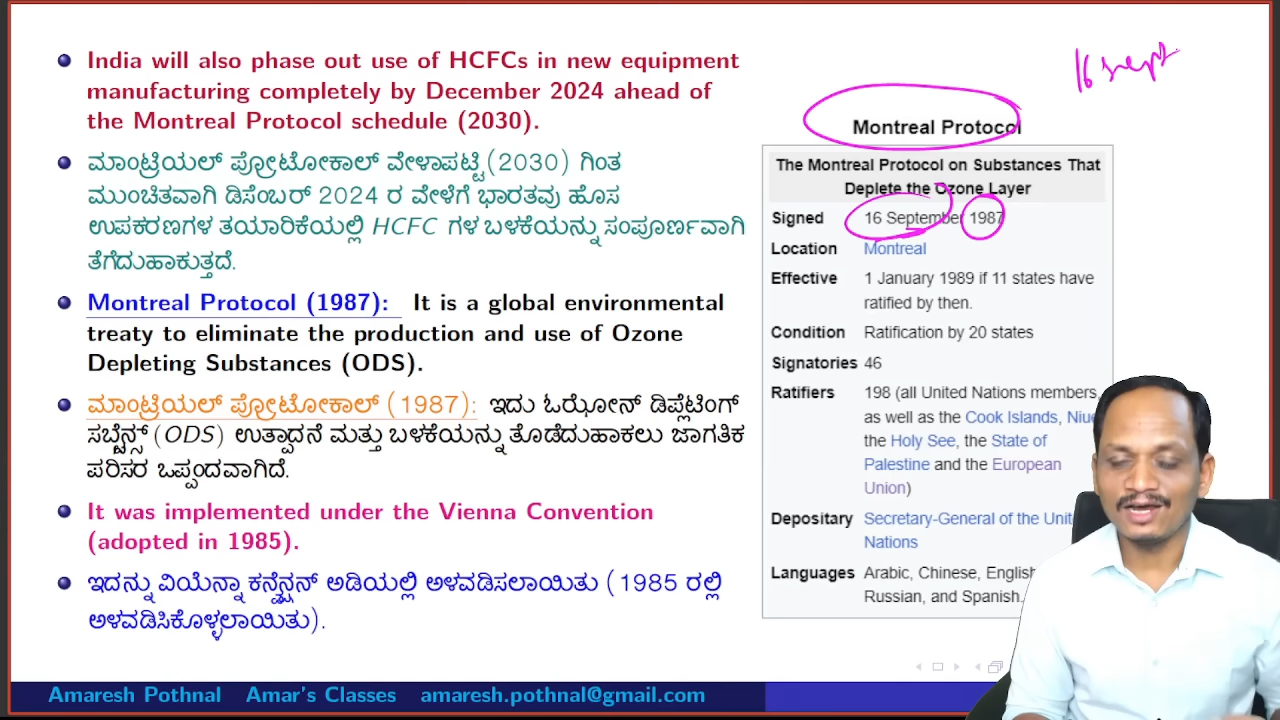 India will also phase out use of HCFCs in new equipment
manufacturing completely by December 2024 ahead of
the Montreal Protocol schedule (2030).
ಮಾಂಟ್ರಿಯಲ್ ಪ್ರೋಟೋಕಾಲ್ ವೇಳಾಪಟ್ಟಿ (2030) ಗಿಂತ
ಮುಂಚಿತವಾಗಿ ಡಿಸೆಂಬರ್ 2024 ರ ವೇಳೆಗೆ ಭಾರತವು ಹೊಸ
ಉಪಕರಣಗಳ ತಯಾರಿಕೆಯಲ್ಲಿ HCFC ಗಳ ಬಳಕೆಯನ್ನು ಸಂಪೂರ್ಣವಾಗಿ
ತೆಗೆದುಹಾಕುತ್ತದೆ.
Montreal Protocol (1987): It is a global environmental
treaty to eliminate the production and use of Ozone
Depleting Substances (ODS).
ಮಾಂಟ್ರಿಯಲ್ ಪ್ರೋಟೋಕಾಲ್ (1987): ಇದು ಓಝೋನ್ ಡಿಪ್ಲೆಟಿಂಗ್
ಸಬ್ಸ್ಟೆನ್ಸ್ (ODS) ಉತ್ಪಾದನೆ ಮತ್ತು ಬಳಕೆಯನ್ನು ತೊಡೆದುಹಾಕಲು ಜಾಗತಿಕ
ಪರಿಸರ ಒಪ್ಪಂದವಾಗಿದೆ.
It was implemented under the Vienna Convention
(adopted in 1985).
ಇದನ್ನು ವಿಯೆನ್ನಾ ಕನ್ವೆನ್ಷನ್ ಅಡಿಯಲ್ಲಿ ಅಳವಡಿಸಲಾಯಿತು (1985 ರಲ್ಲಿ
ಅಳವಡಿಸಿಕೊಳ್ಳಲಾಯಿತು).
16 sept
Montreal Protocol
The Montreal Protocol on Substances That
Deplete the Ozone Layer
Signed 16 September 1987
Location Montreal
Effective 1 January 1989 if 11 states have
ratified by then.
Condition Ratification by 20 states
Signatories 46
Ratifiers 198 (all United Nations members,
as well as the Cook Islands, Niue
the Holy See, the State of
Palestine and the European
Union)
Depositary Secretary-General of the
Nations
Languages Arabic, Chinese, English
Russian, and Spanish.
Amaresh Pothnal Amar's Classes amaresh.pothnal@gmail.com